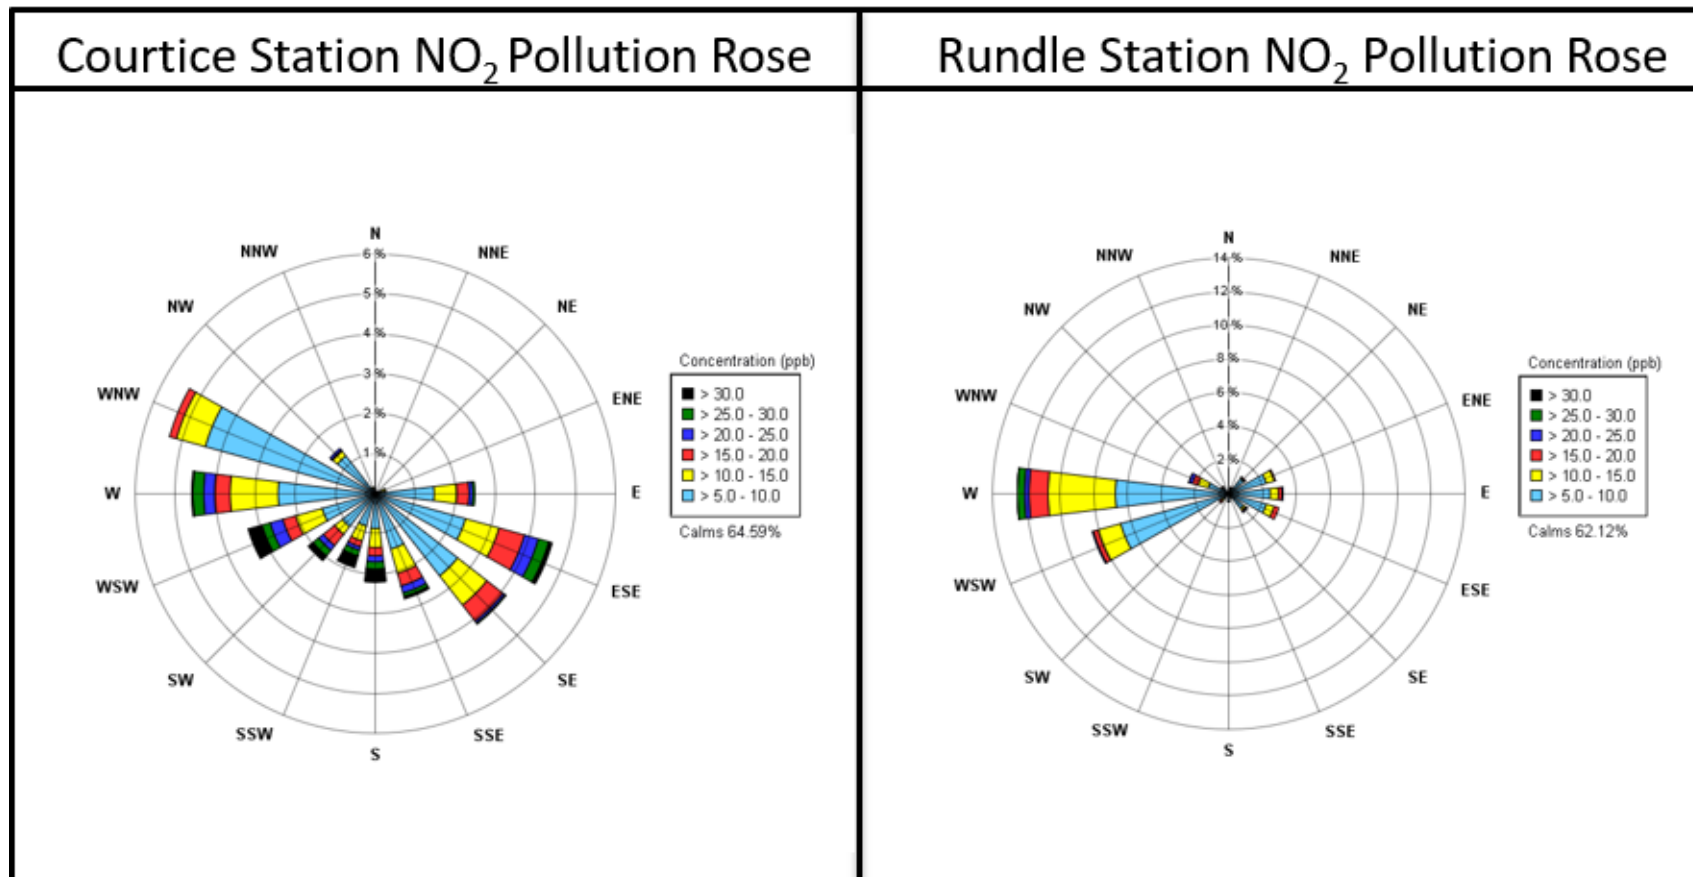 Courtice Station NO₂ Pollution Rose
N
NNE
NE
ENE
E
ESE
SE
SSE
S
SSW
SW
WSW
W
WNW
NW
NNW
6 %
5 %
4 %
3 %
2 %
1 %
Concentration (ppb)
> 30.0
> 25.0 - 30.0
> 20.0 - 25.0
> 15.0 - 20.0
> 10.0 - 15.0
> 5.0 - 10.0
Calms 64.59%
Rundle Station NO₂ Pollution Rose
N
NNE
NE
ENE
E
ESE
SE
SSE
S
SSW
SW
WSW
W
WNW
NW
NNW
14 %
12 %
10 %
8 %
6 %
4 %
2 %
Concentration (ppb)
> 30.0
> 25.0 - 30.0
> 20.0 - 25.0
> 15.0 - 20.0
> 10.0 - 15.0
> 5.0 - 10.0
Calms 62.12%